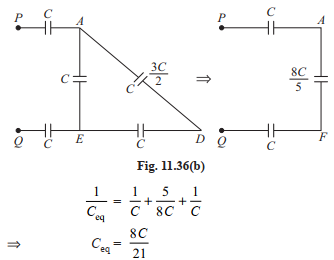 P C A
C
C 3C/2
⇒
Q C E C D
P C A
8C/5
Q C F
Fig. 11.36(b)
1/C_eq = 1/C + 5/8C + 1/C
⇒ C_eq = 8C/21